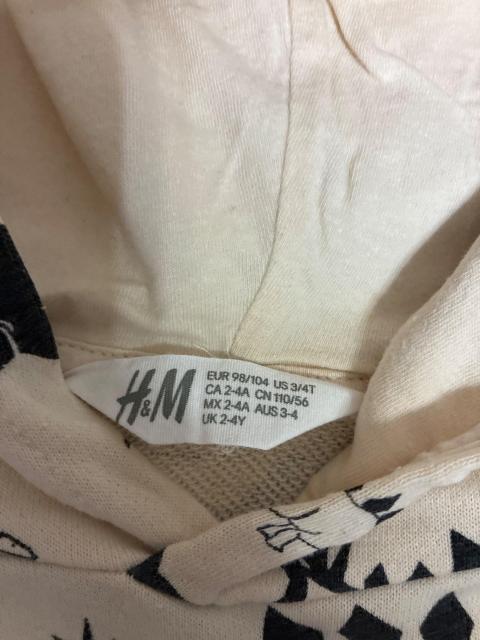 H&M
EUR 98/104 US 3/4T
CA 2-4A CN 110/56
MX 2-4A AUS 3-4
UK 2-4Y